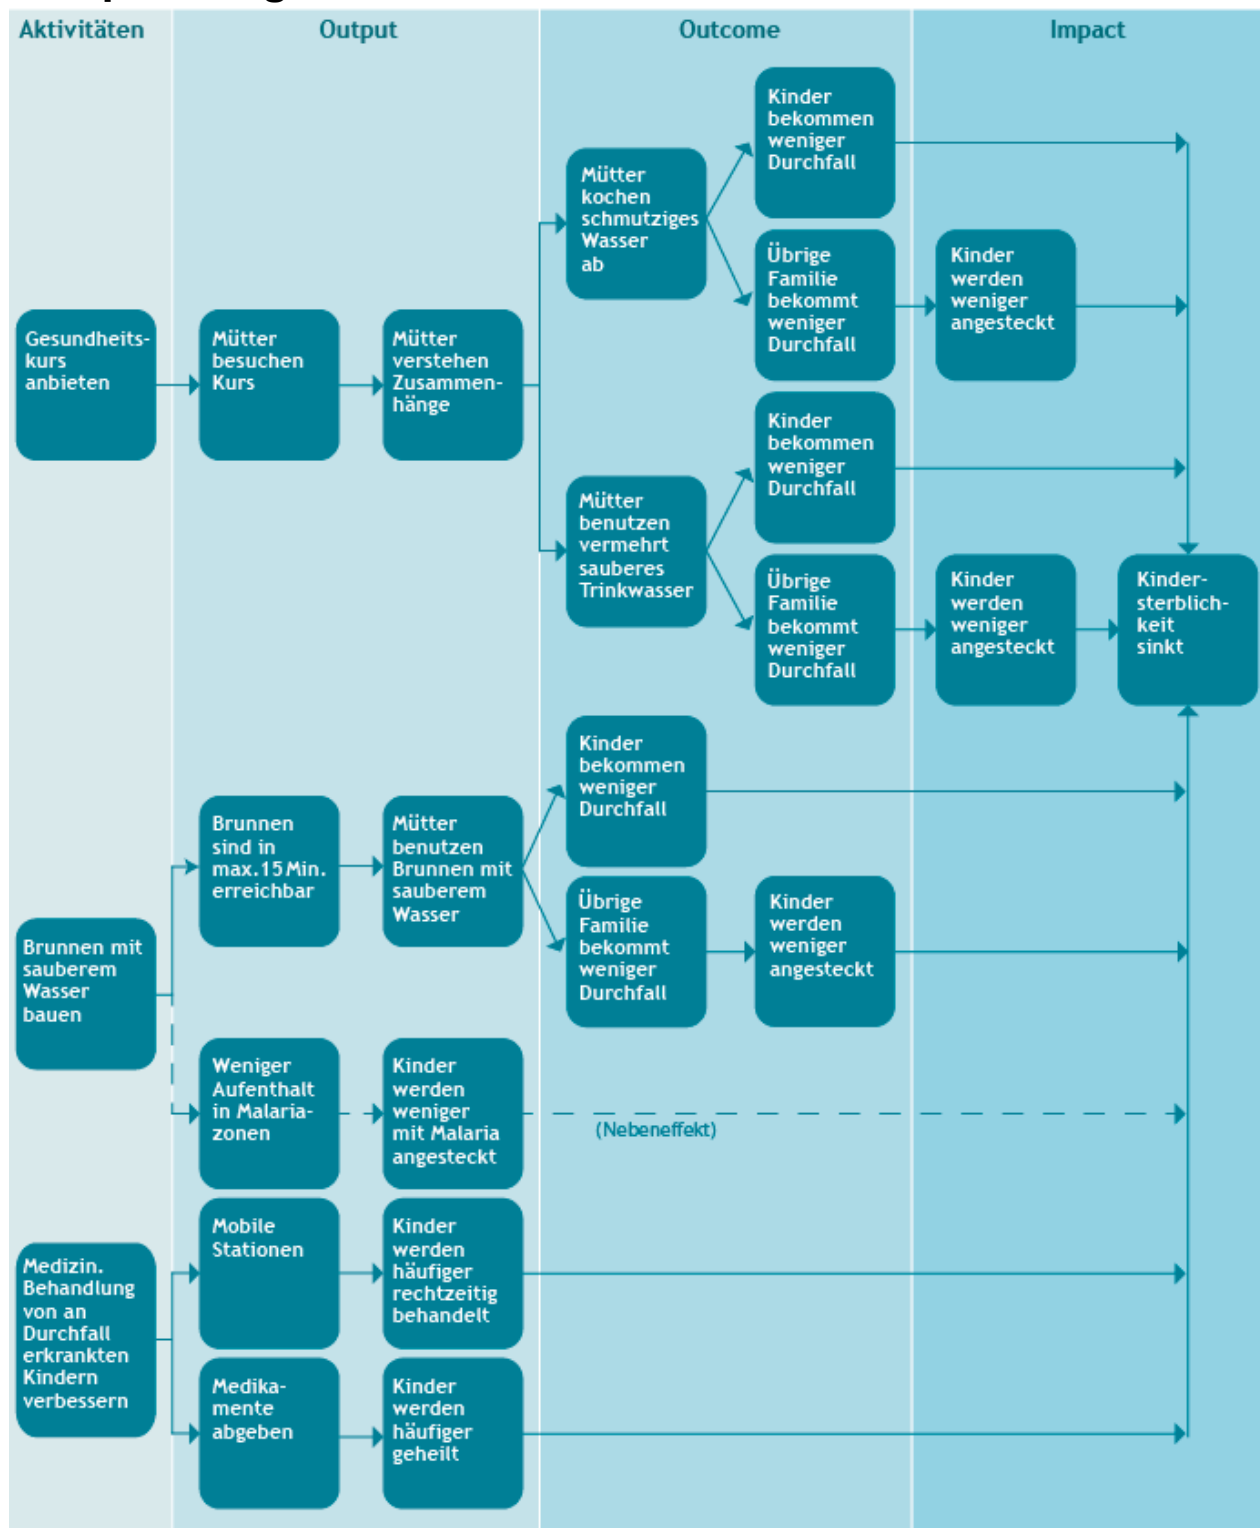 Aktivitäten
Output
Outcome
Impact
Gesundheits-
kurs
anbieten
Mütter
besuchen
Kurs
Mütter
verstehen
Zusammen-
hänge
Mütter
kochen
schmutziges
Wasser
ab
Kinder
bekommen
weniger
Durchfall
Übrige
Familie
bekommt
weniger
Durchfall
Kinder
werden
weniger
angesteckt
Mütter
benutzen
vermehrt
sauberes
Trinkwasser
Kinder
bekommen
weniger
Durchfall
Übrige
Familie
bekommt
weniger
Durchfall
Kinder
werden
weniger
angesteckt
Kinder-
sterblich-
keit
sinkt
Brunnen mit
sauberem
Wasser
bauen
Brunnen
sind in
max.15Min.
erreichbar
Mütter
benutzen
Brunnen mit
sauberem
Wasser
Kinder
bekommen
weniger
Durchfall
Übrige
Familie
bekommt
weniger
Durchfall
Kinder
werden
weniger
angesteckt
Weniger
Aufenthalt
in Malaria-
zonen
Kinder
werden
weniger
mit Malaria
angesteckt
(Nebeneffekt)
Medizin.
Behandlung
von an
Durchfall
erkrankten
Kindern
verbessern
Mobile
Stationen
Kinder
werden
häufiger
rechtzeitig
behandelt
Medika-
mente
abgeben
Kinder
werden
häufiger
geheilt